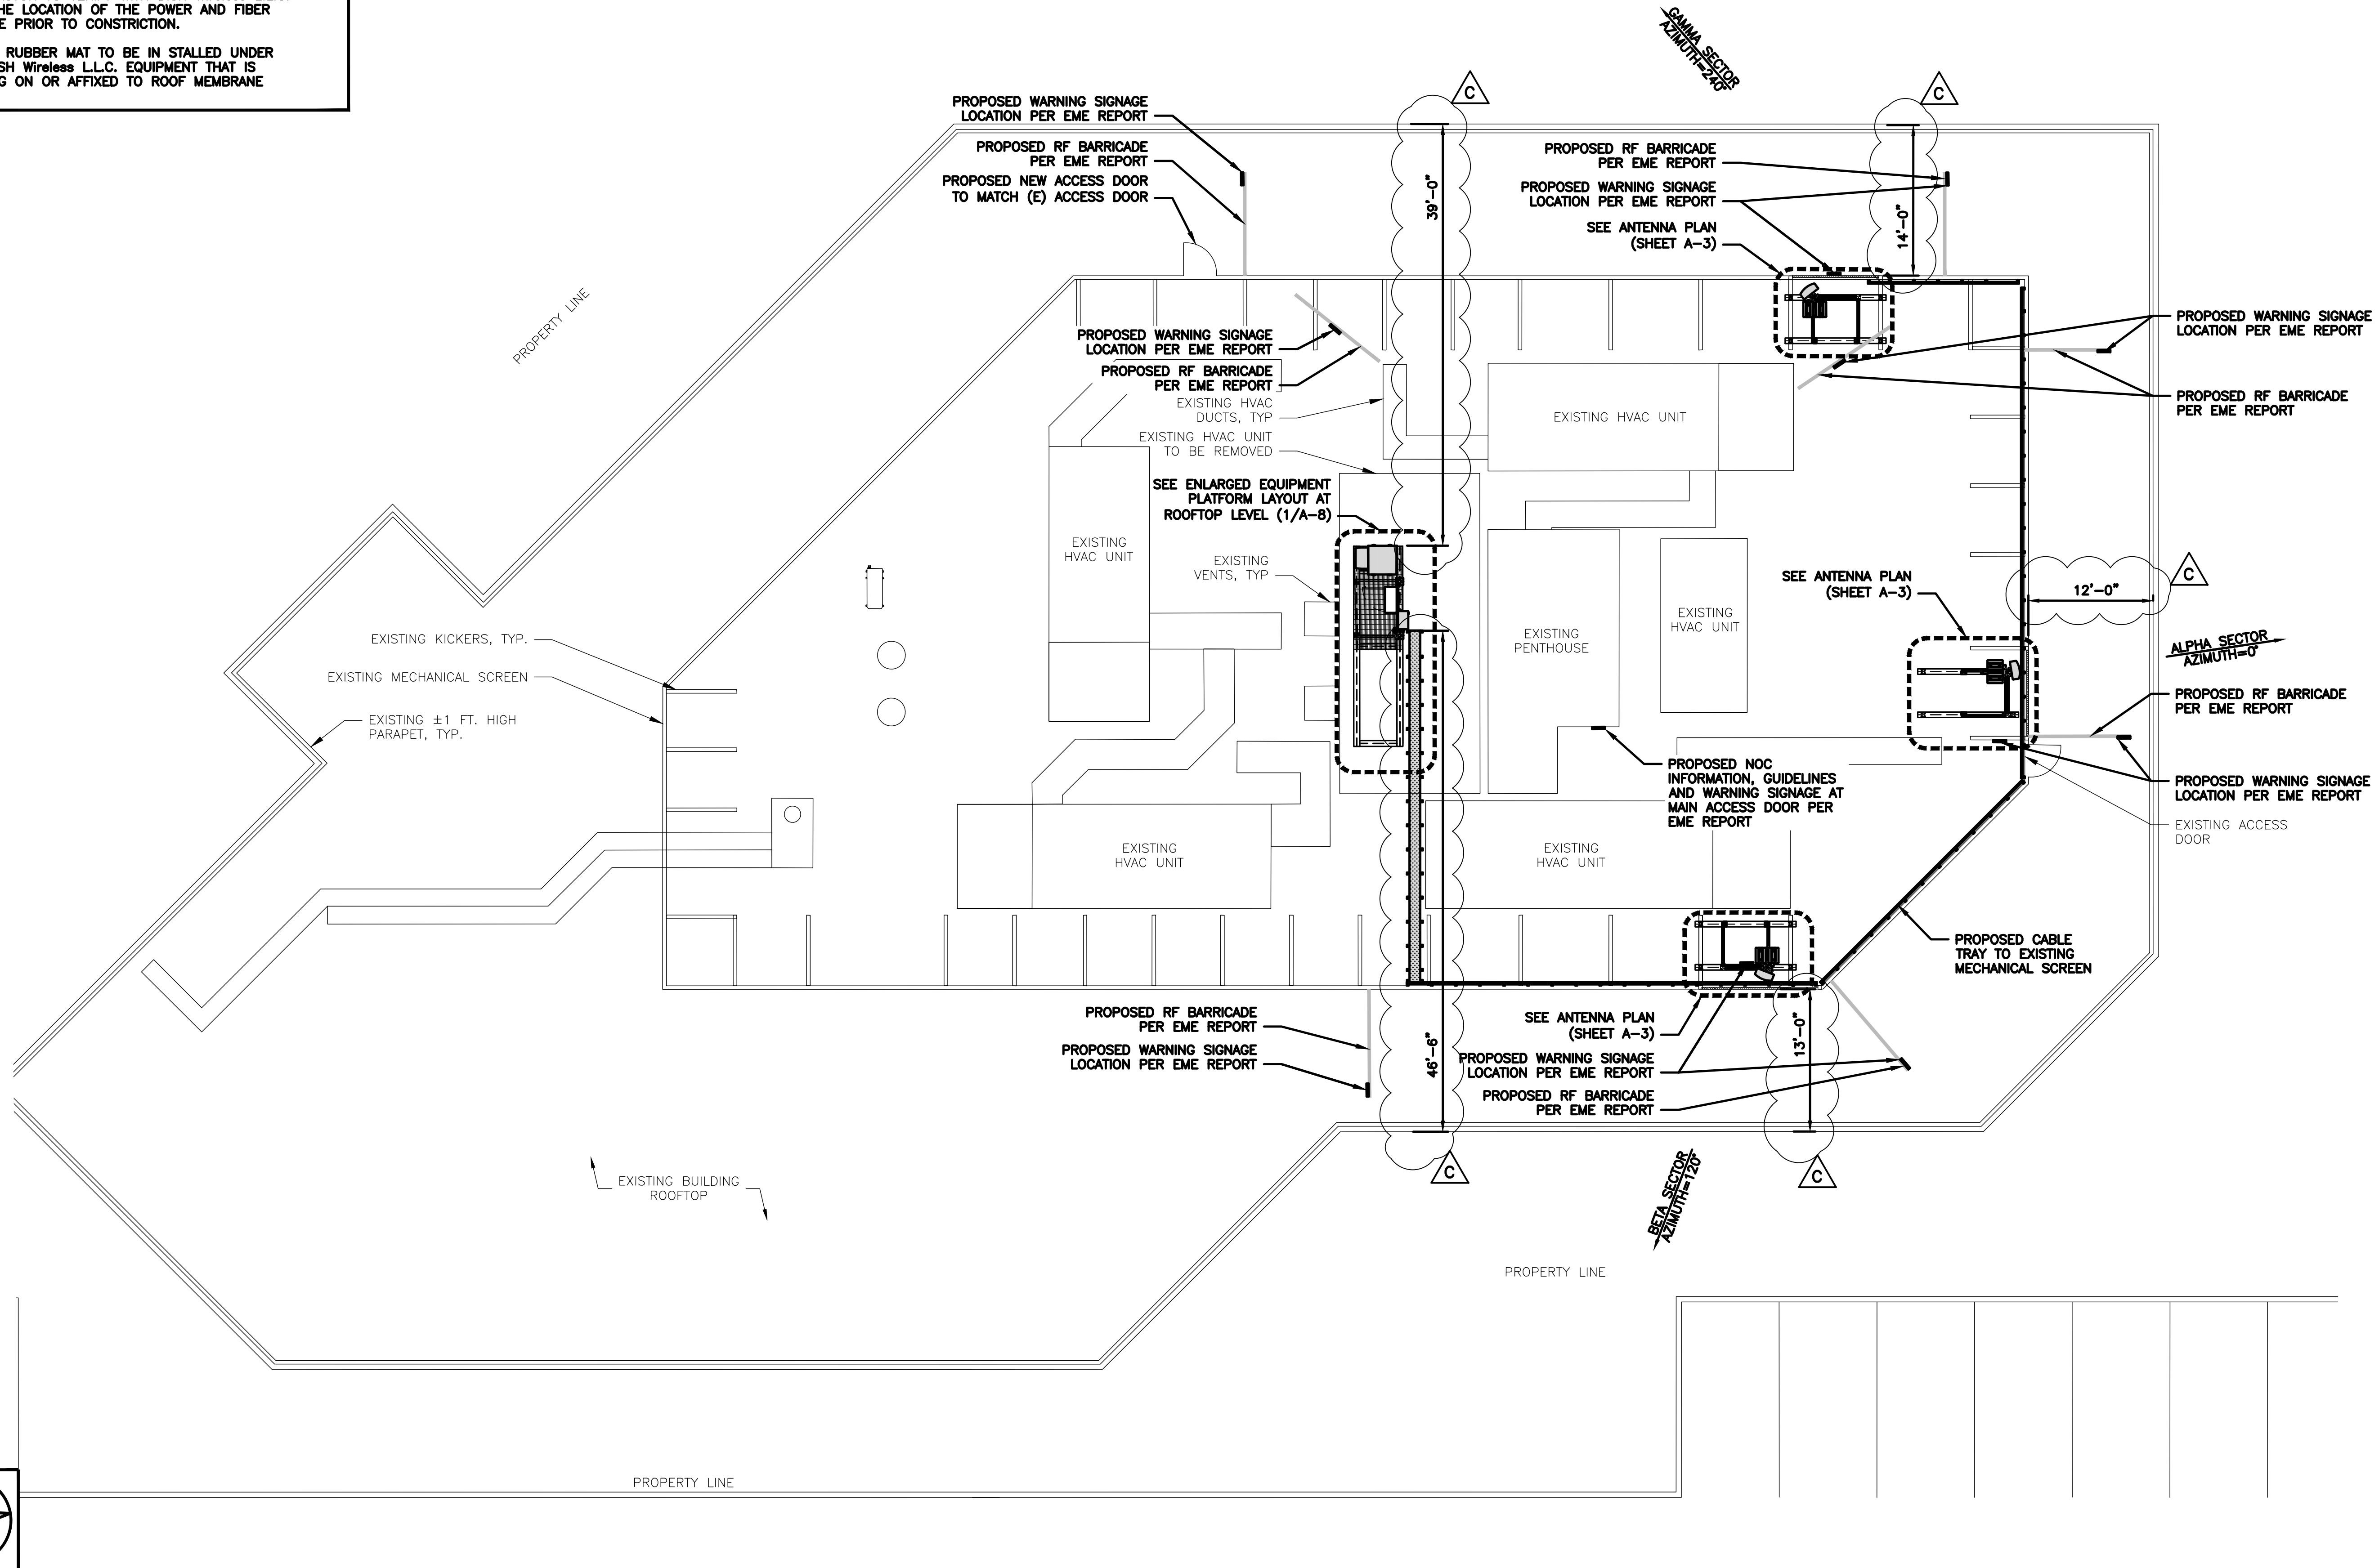 THE LOCATION OF THE POWER AND FIBER
PRIOR TO CONSTRICTION.
RUBBER MAT TO BE IN STALLED UNDER
Wireless L.L.C. EQUIPMENT THAT IS
ON OR AFFIXED TO ROOF MEMBRANE
GAMMA SECTOR
AZIMUTH=240°
C
C
PROPOSED WARNING SIGNAGE
LOCATION PER EME REPORT
PROPOSED RF BARRICADE
PER EME REPORT
PROPOSED NEW ACCESS DOOR
TO MATCH (E) ACCESS DOOR
39'-0"
PROPOSED RF BARRICADE
PER EME REPORT
PROPOSED WARNING SIGNAGE
LOCATION PER EME REPORT
SEE ANTENNA PLAN
(SHEET A-3)
14'-0"
PROPERTY LINE
PROPOSED WARNING SIGNAGE
LOCATION PER EME REPORT
PROPOSED RF BARRICADE
PER EME REPORT
EXISTING HVAC
DUCTS, TYP
EXISTING HVAC UNIT
TO BE REMOVED
SEE ENLARGED EQUIPMENT
PLATFORM LAYOUT AT
ROOFTOP LEVEL (1/A-8)
EXISTING HVAC UNIT
PROPOSED WARNING SIGNAGE
LOCATION PER EME REPORT
PROPOSED RF BARRICADE
PER EME REPORT
EXISTING
HVAC UNIT
EXISTING
VENTS, TYP
EXISTING
PENTHOUSE
EXISTING
HVAC UNIT
SEE ANTENNA PLAN
(SHEET A-3)
12'-0"
C
ALPHA SECTOR
AZIMUTH=0°
EXISTING KICKERS, TYP.
EXISTING MECHANICAL SCREEN
EXISTING ±1 FT. HIGH
PARAPET, TYP.
PROPOSED RF BARRICADE
PER EME REPORT
PROPOSED WARNING SIGNAGE
LOCATION PER EME REPORT
EXISTING ACCESS
DOOR
PROPOSED NOC
INFORMATION, GUIDELINES
AND WARNING SIGNAGE AT
MAIN ACCESS DOOR PER
EME REPORT
EXISTING
HVAC UNIT
EXISTING
HVAC UNIT
PROPOSED CABLE
TRAY TO EXISTING
MECHANICAL SCREEN
PROPOSED RF BARRICADE
PER EME REPORT
PROPOSED WARNING SIGNAGE
LOCATION PER EME REPORT
46'-6"
SEE ANTENNA PLAN
(SHEET A-3)
PROPOSED WARNING SIGNAGE
LOCATION PER EME REPORT
PROPOSED RF BARRICADE
PER EME REPORT
13'-0"
C
C
BETA SECTOR
AZIMUTH=120°
EXISTING BUILDING
ROOFTOP
PROPERTY LINE
PROPERTY LINE